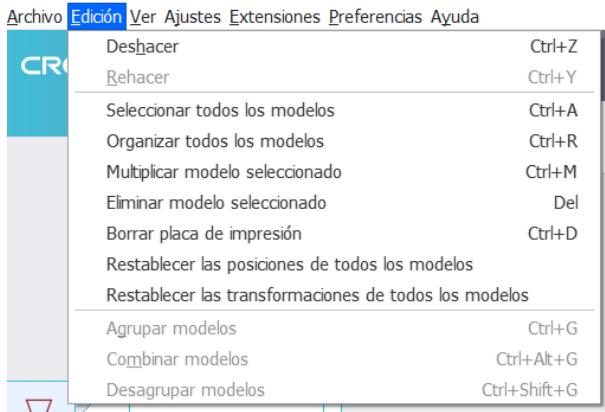 Archivo Edición Ver Ajustes Extensiones Preferencias Ayuda
CRE
Deshacer Ctrl+Z
Rehacer Ctrl+Y
Seleccionar todos los modelos Ctrl+A
Organizar todos los modelos Ctrl+R
Multiplicar modelo seleccionado Ctrl+M
Eliminar modelo seleccionado Del
Borrar placa de impresión Ctrl+D
Restablecer las posiciones de todos los modelos
Restablecer las transformaciones de todos los modelos
Agrupar modelos Ctrl+G
Combinar modelos Ctrl+Alt+G
Desagrupar modelos Ctrl+Shift+G